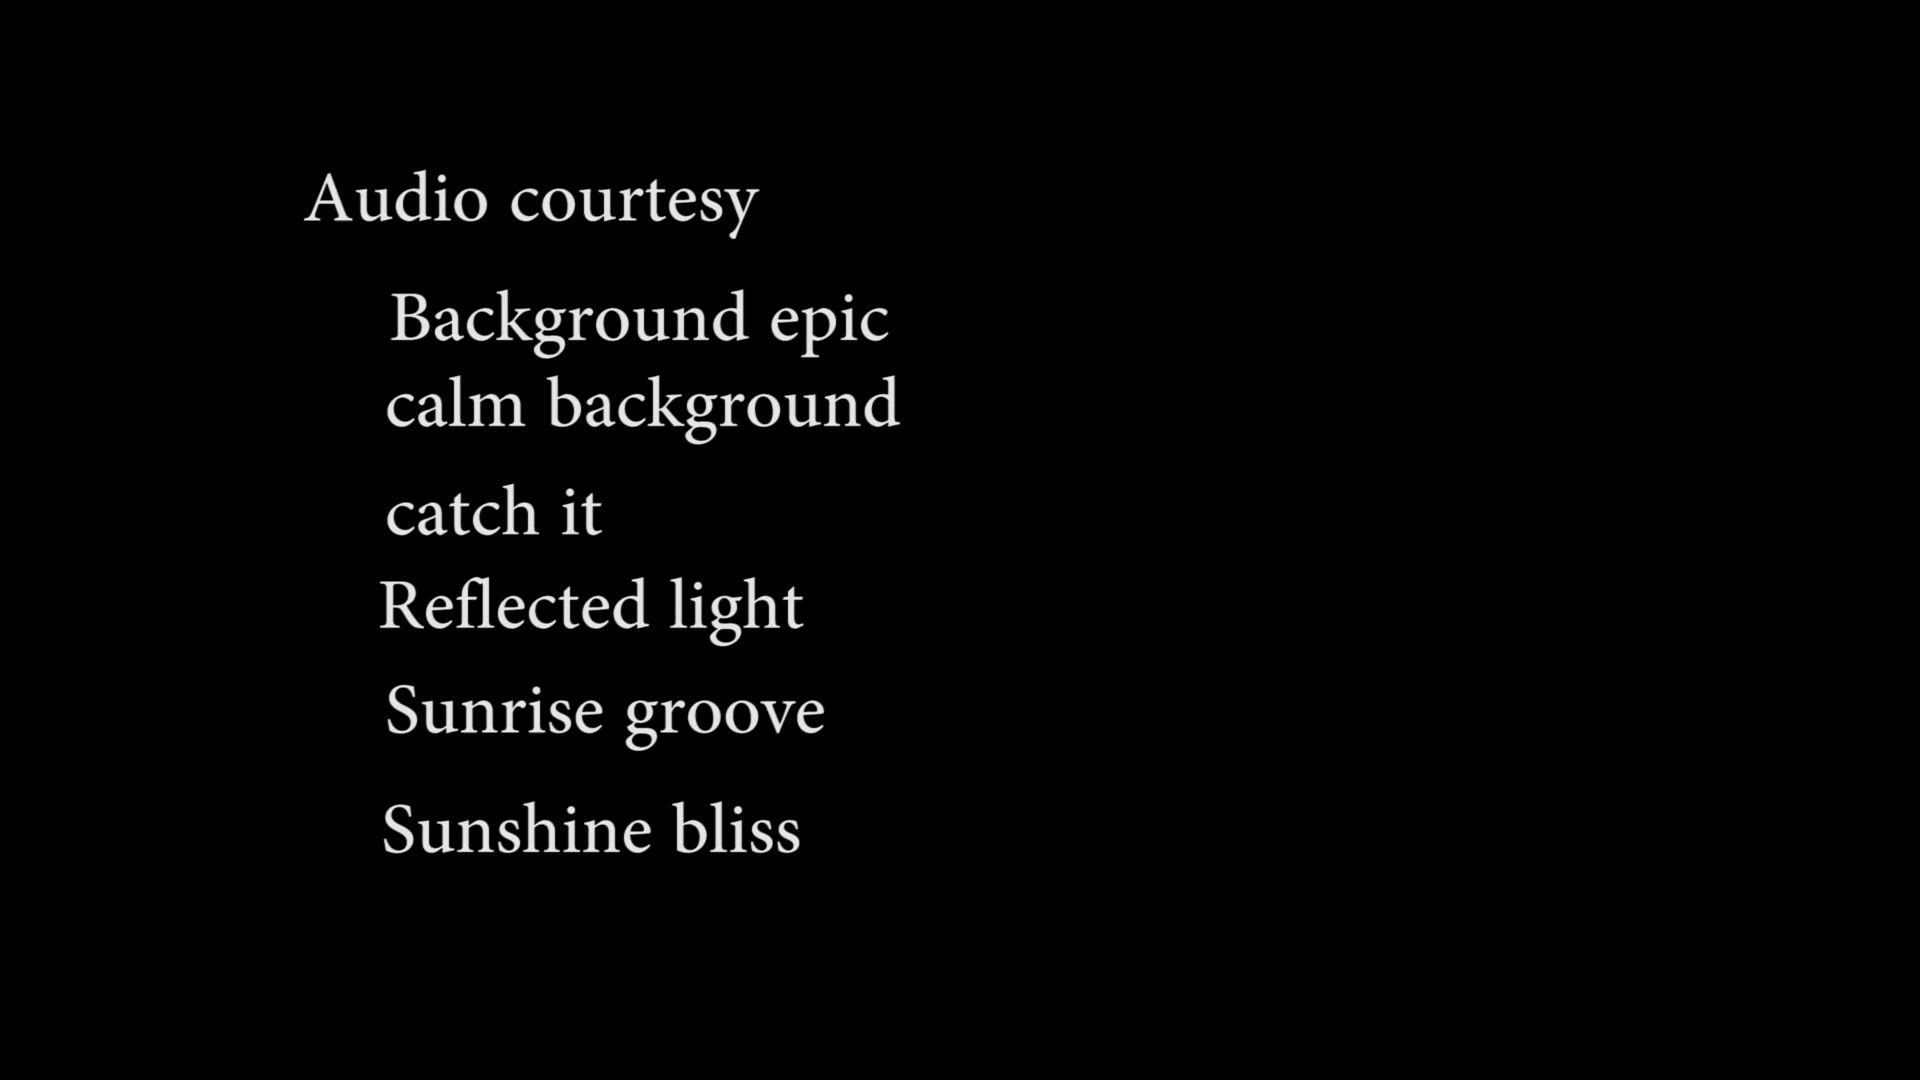 Audio courtesy
Background epic
calm background
catch it
Reflected light
Sunrise groove
Sunshine bliss